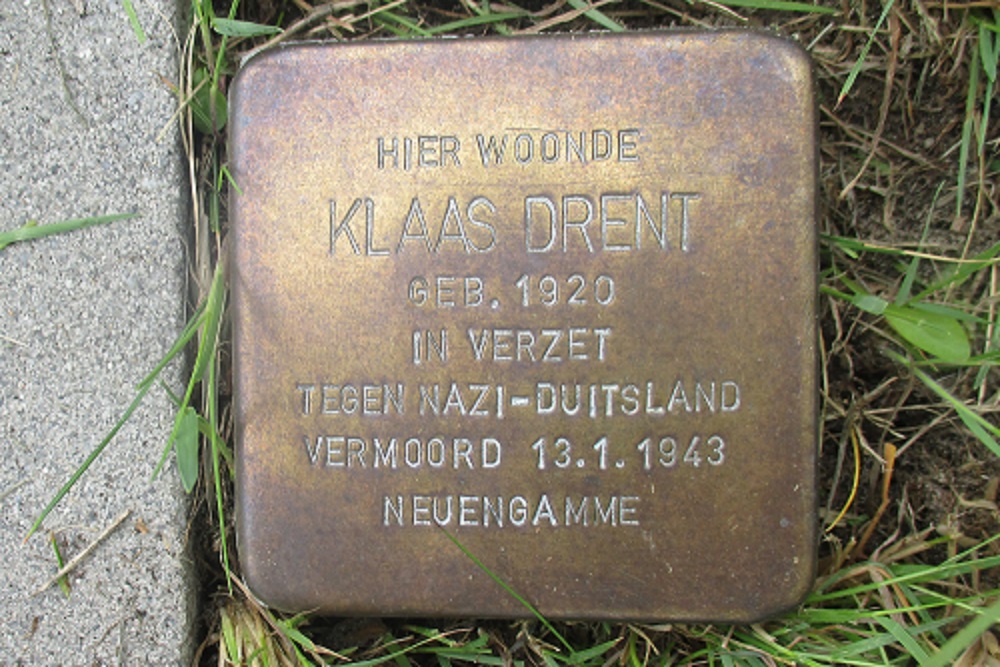 HIER WOONDE
KLAAS DRENT
GEB. 1920
IN VERZET
TEGEN NAZI-DUITSLAND
VERMOORD 13.1.1943
NEUENGAMME